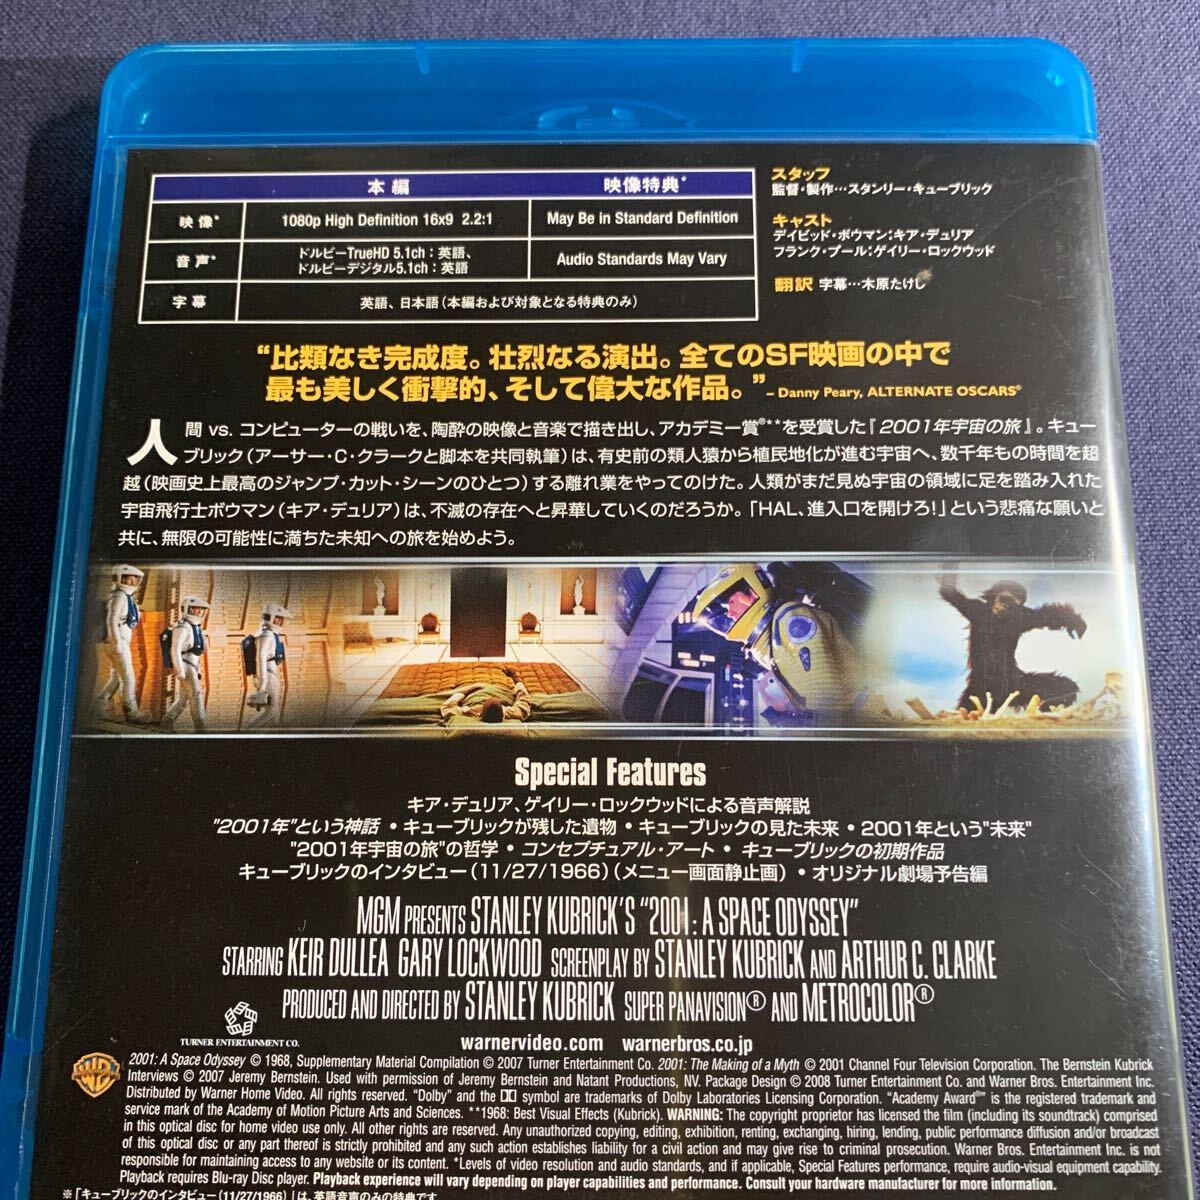 本編
映像特典*
映像*
1080p High Definition 16x9 2.2:1
May Be in Standard Definition
音声*
ドルビーTrueHD 5.1ch：英語、
ドルビーデジタル5.1ch：英語
Audio Standards May Vary
字幕
英語、日本語（本編および対象となる特典のみ）
スタッフ
監督・製作…スタンリー・キューブリック
キャスト
デイビッド・ボウマン：キア・デュリア
フランク・プール：ゲイリー・ロックウッド
翻訳 字幕…木原たけし
“比類なき完成度。壮烈なる演出。全てのSF映画の中で
最も美しく衝撃的、そして偉大な作品。” – Danny Peary, ALTERNATE OSCARS®
人間 vs. コンピューターの戦いを、陶酔の映像と音楽で描き出し、アカデミー賞®**を受賞した『2001年宇宙の旅』。キュー
ブリック（アーサー・C・クラークと脚本を共同執筆）は、有史前の類人猿から植民地化が進む宇宙へ、数千年もの時間を超
越（映画史上最高のジャンプ・カット・シーンのひとつ）する離れ業をやってのけた。人類がまだ見ぬ宇宙の領域に足を踏み入れた
宇宙飛行士ボウマン（キア・デュリア）は、不滅の存在へと昇華していくのだろうか。「HAL、進入口を開けろ！」という悲痛な願いと
共に、無限の可能性に満ちた未知への旅を始めよう。
Special Features
キア・デュリア、ゲイリー・ロックウッドによる音声解説
"2001年"という神話 • キューブリックが残した遺物 • キューブリックの見た未来 • 2001年という"未来"
"2001年宇宙の旅"の哲学 • コンセプチュアル・アート • キューブリックの初期作品
キューブリックのインタビュー（11/27/1966）（メニュー画面静止画） • オリジナル劇場予告編
MGM PRESENTS STANLEY KUBRICK'S "2001: A SPACE ODYSSEY"
STARRING KEIR DULLEA GARY LOCKWOOD SCREENPLAY BY STANLEY KUBRICK AND ARTHUR C. CLARKE
PRODUCED AND DIRECTED BY STANLEY KUBRICK SUPER PANAVISION® AND METROCOLOR®
TURNER ENTERTAINMENT CO.
warnervideo.com warnerbros.co.jp
2001: A Space Odyssey © 1968, Supplementary Material Compilation © 2007 Turner Entertainment Co. 2001: The Making of a Myth © 2001 Channel Four Television Corporation. The Bernstein Kubrick
Interviews © 2007 Jeremy Bernstein. Used with permission of Jeremy Bernstein and Natant Productions, NV. Package Design © 2008 Turner Entertainment Co. and Warner Bros. Entertainment Inc.
Distributed by Warner Home Video. All rights reserved. "Dolby" and the DD symbol are trademarks of Dolby Laboratories Licensing Corporation. "Academy Award®" is the registered trademark and
service mark of the Academy of Motion Picture Arts and Sciences. **1968: Best Visual Effects (Kubrick). WARNING: The copyright proprietor has licensed the film (including its soundtrack) comprised
in this optical disc for home video use only. All other rights are reserved. Any unauthorized copying, editing, exhibition, renting, exchanging, hiring, lending, public performance diffusion and/or broadcast
of this optical disc or any part thereof is strictly prohibited and any such action establishes liability for a civil action and may give rise to criminal prosecution. Warner Bros. Entertainment Inc. is not
responsible for maintaining access to any website or its content. *Levels of video resolution and audio standards, and if applicable, Special Features performance, require audio-visual equipment capability.
Playback requires Blu-ray Disc player. Playback experience will vary depending on player capabilities and performance. Consult your hardware manufacturer for more information.
※「キューブリックのインタビュー（11/27/1966）」は、英語音声のみの特典です。